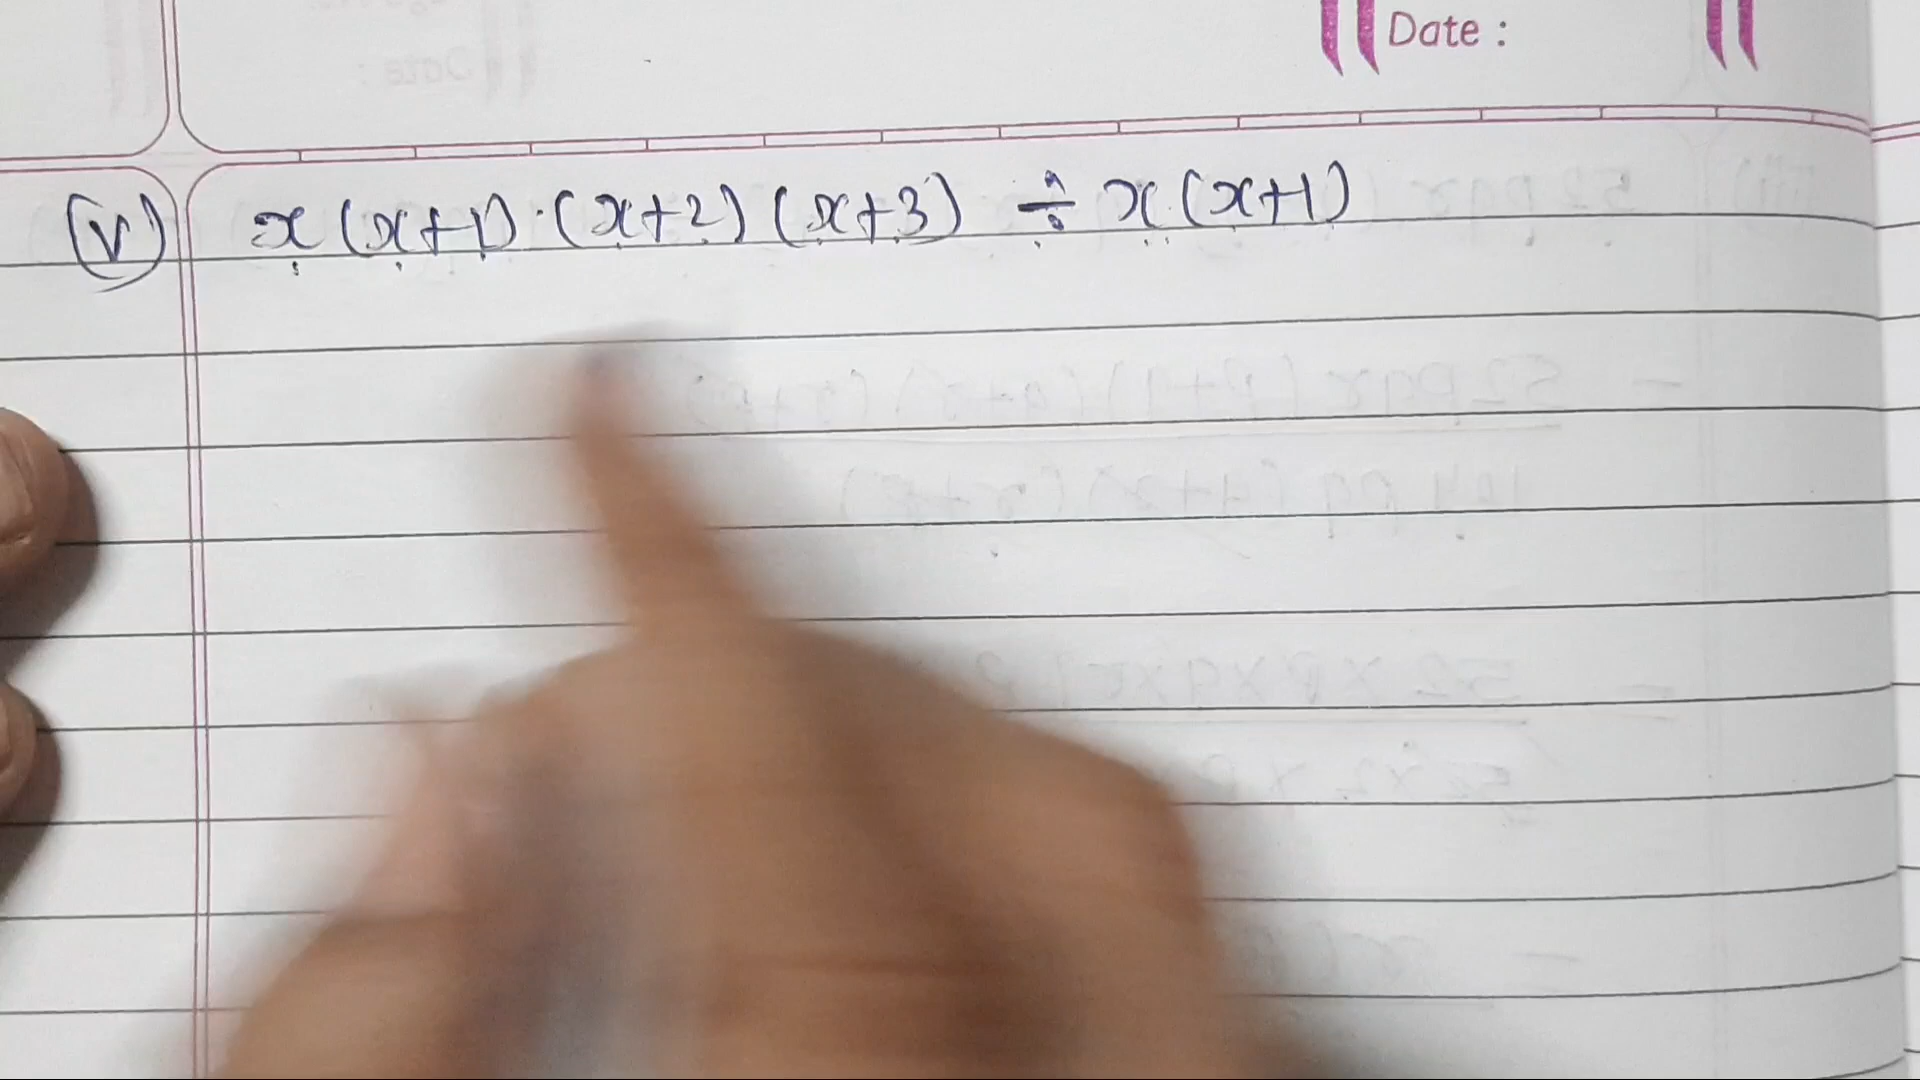 Date :
(v) x(x+1)·(x+2)(x+3) ÷ x(x+1)